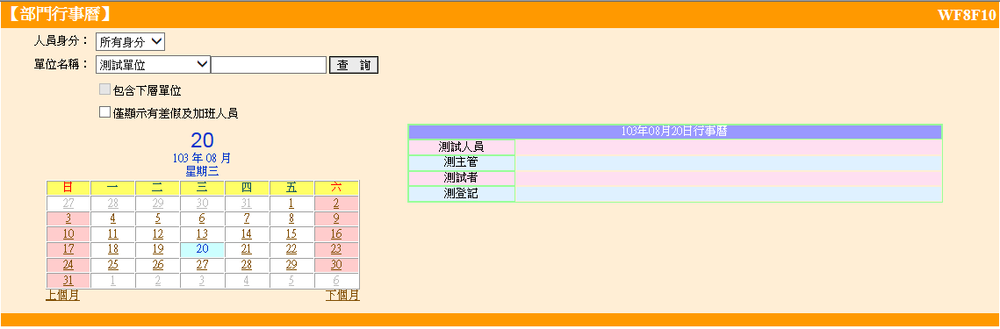 【部門行事曆】 WF8F10
人員身分： 所有身分
單位名稱： 測試單位 查 詢
包含下層單位
僅顯示有差假及加班人員
20
103 年 08 月
星期三
日 一 二 三 四 五 六
27 28 29 30 31 1 2
3 4 5 6 7 8 9
10 11 12 13 14 15 16
17 18 19 20 21 22 23
24 25 26 27 28 29 30
31 1 2 3 4 5 6
上個月 下個月
103年08月20日行事曆
測試人員
測主管
測試者
測登記